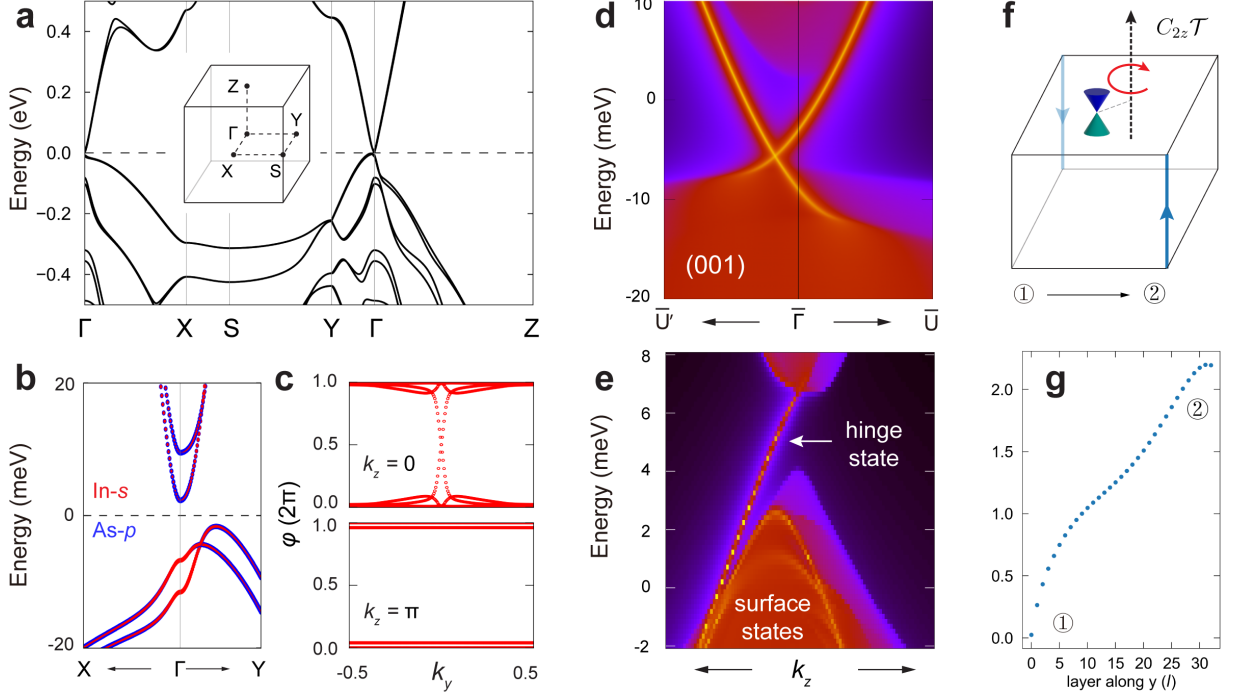 a
Energy (eV)
0.4
0.2
0.0
−0.2
−0.4
Z
Γ
Y
X
S
Γ
X
S
Y
Γ
Z
b
Energy (meV)
20
0
-20
In-s
As-p
X
Γ
Y
c
φ (2π)
1.0
0.5
0.0
k_z = 0
1.0
0.5
0.0
k_z = π
-0.5
k_y
0.5
d
Energy (meV)
10
0
-10
-20
(001)
U̅′
Γ̅
U̅
e
Energy (meV)
8
6
4
2
0
-2
hinge
state
surface
states
k_z
f
C_{2z}𝒯
①
②
g
2.0
1.5
1.0
0.5
0.0
①
②
0 5 10 15 20 25 30
layer along y (l)